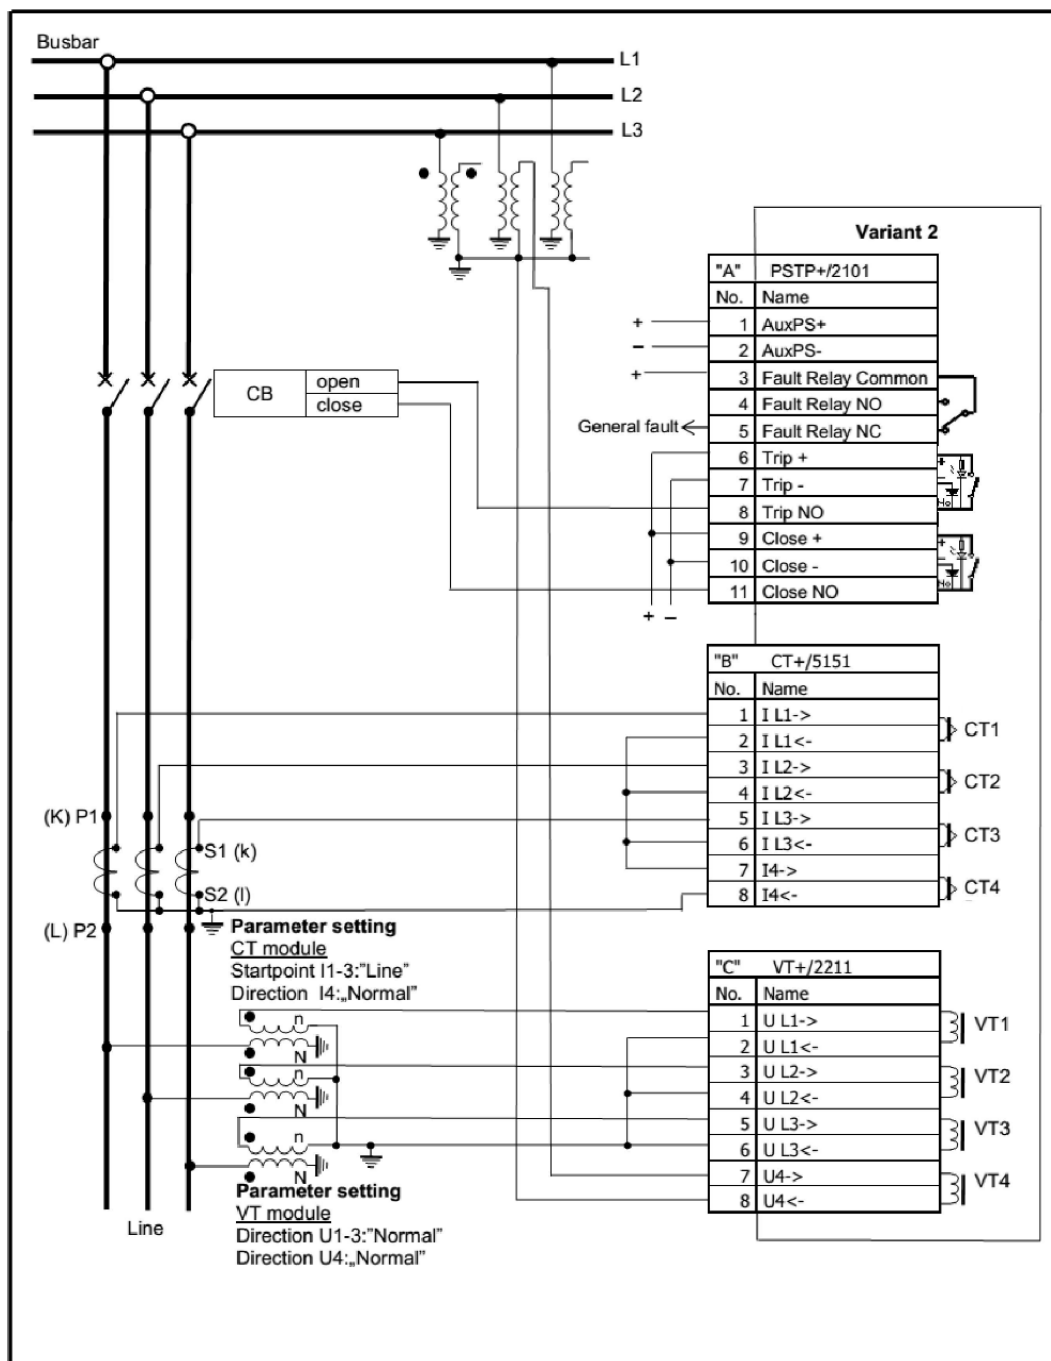 Busbar
L1
L2
L3
Variant 2
"A" PSTP+/2101
No. Name
+ 1 AuxPS+
– 2 AuxPS-
+ 3 Fault Relay Common
4 Fault Relay NO
General fault 5 Fault Relay NC
6 Trip +
7 Trip -
8 Trip NO
9 Close +
10 Close -
11 Close NO
+ –
CB open
close
"B" CT+/5151
No. Name
1 I L1->
2 I L1<-
CT1
3 I L2->
4 I L2<-
CT2
5 I L3->
6 I L3<-
CT3
7 I4->
8 I4<-
CT4
(K) P1
S1 (k)
S2 (l)
(L) P2
Parameter setting
CT module
Startpoint I1-3:"Line"
Direction I4:„Normal"
"C" VT+/2211
No. Name
1 U L1->
2 U L1<-
VT1
3 U L2->
4 U L2<-
VT2
5 U L3->
6 U L3<-
VT3
7 U4->
8 U4<-
VT4
n
N
n
N
n
N
Parameter setting
VT module
Direction U1-3:"Normal"
Direction U4:„Normal"
Line